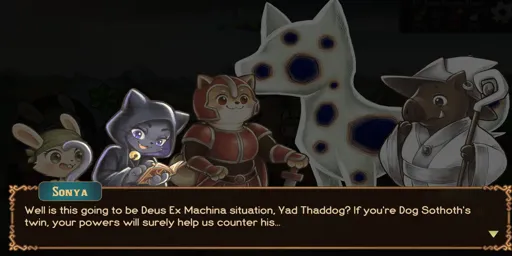 Sonya
Well is this going to be Deus Ex Machina situation, Yad Thaddog? If you're Dog Sothoth's
twin, your powers will surely help us counter his...